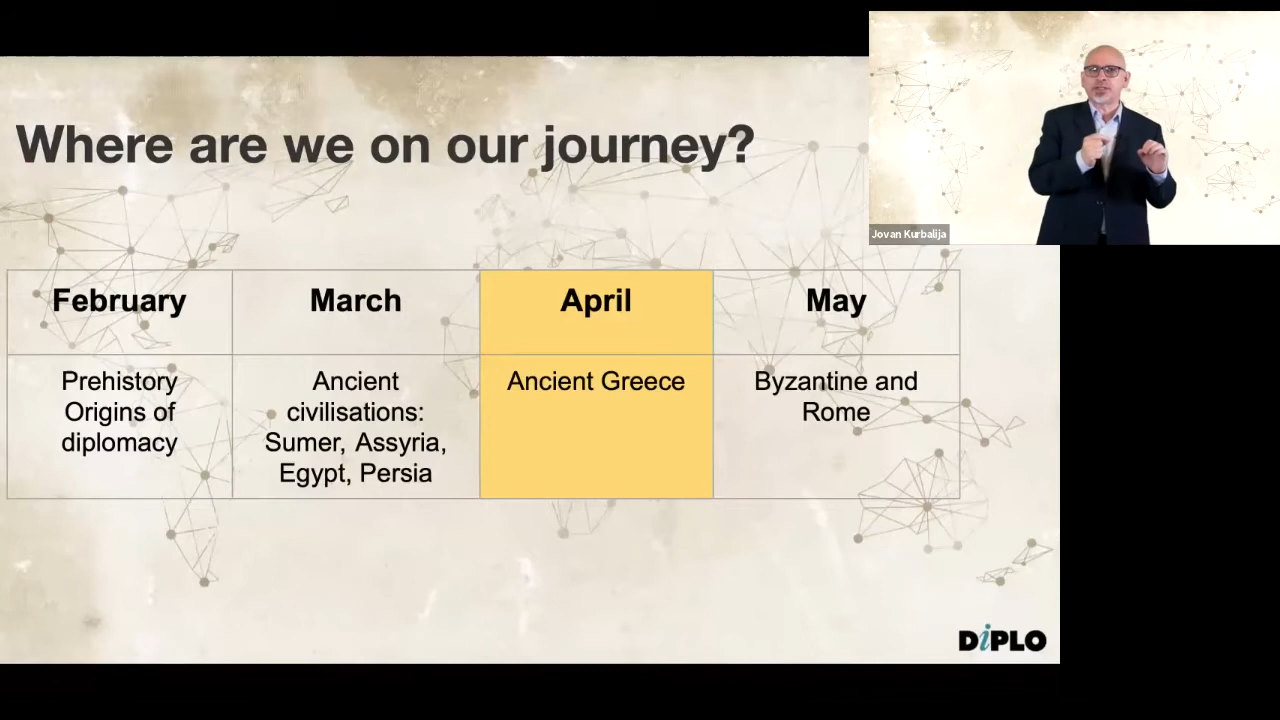 Where are we on our journey?
Jovan Kurbalija
February
March
April
May
Prehistory
Origins of
diplomacy
Ancient
civilisations:
Sumer, Assyria,
Egypt, Persia
Ancient Greece
Byzantine and
Rome
DiPLO